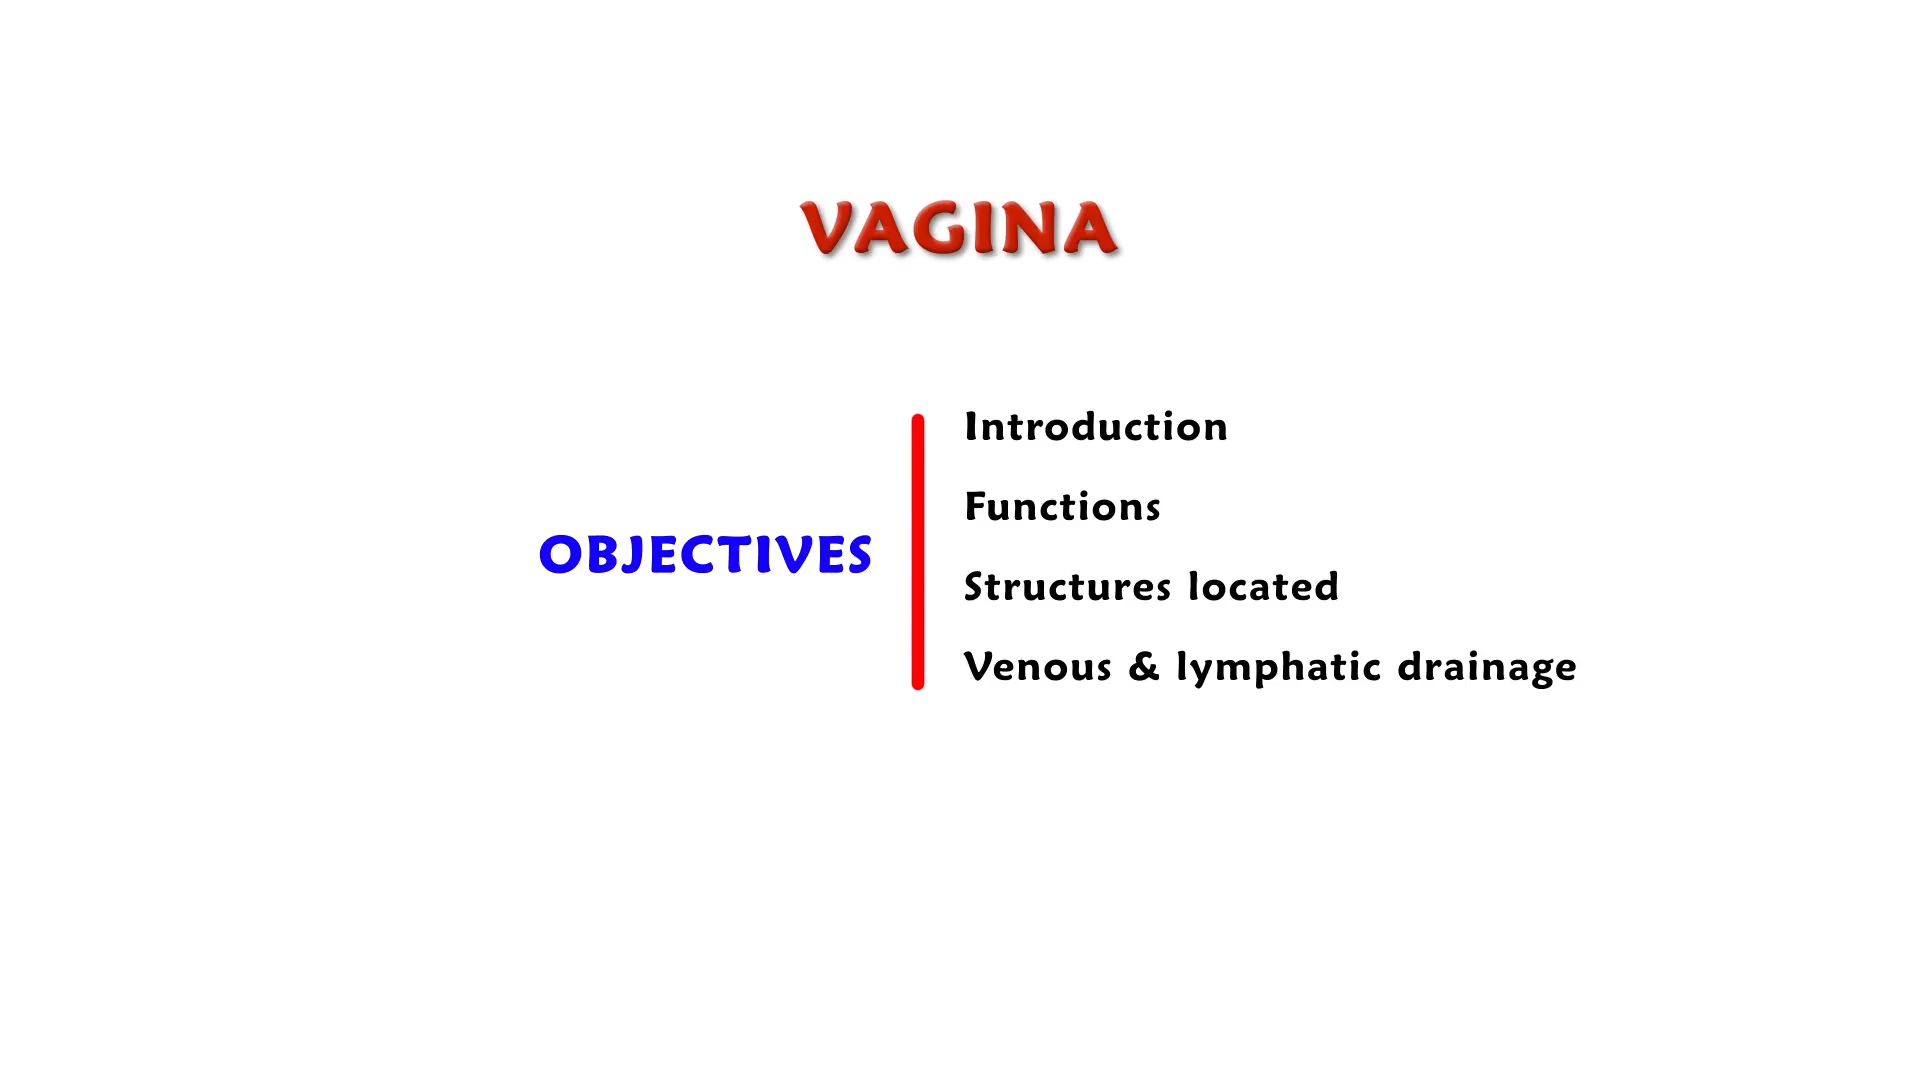 VAGINA
OBJECTIVES
Introduction
Functions
Structures located
Venous & lymphatic drainage